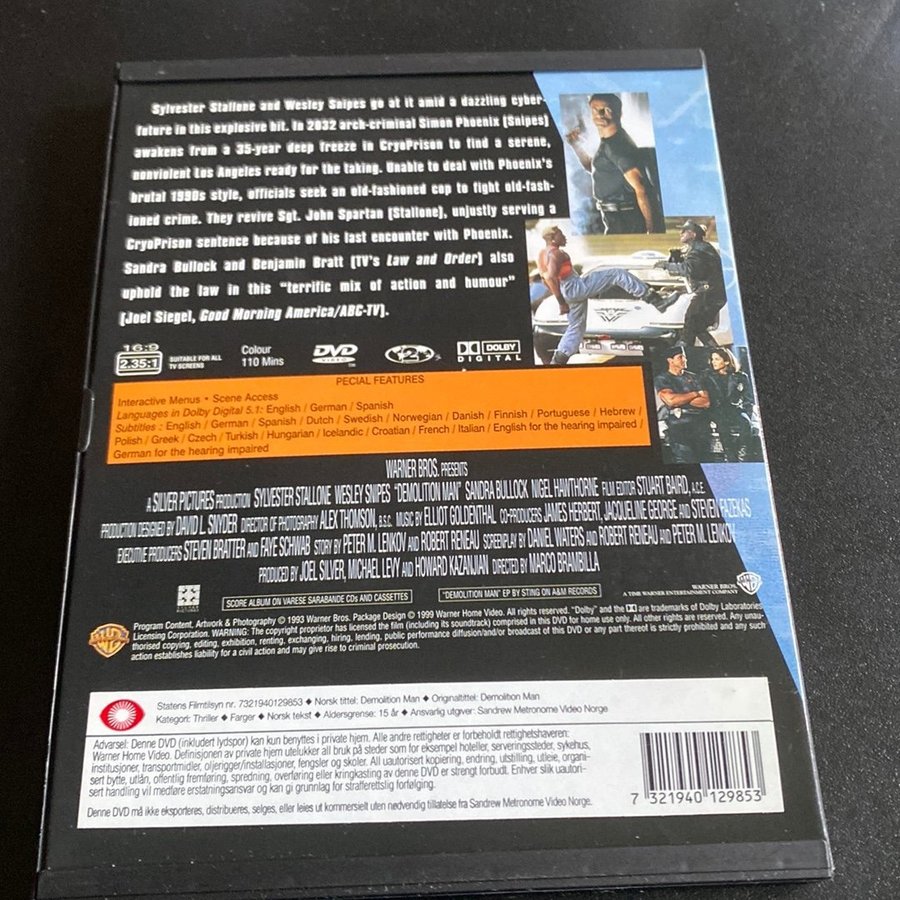 Sylvester Stallone and Wesley Snipes go at it amid a dazzling cyber-
future in this explosive hit. In 2032 arch-criminal Simon Phoenix (Snipes)
awakens from a 35-year deep freeze in CryoPrison to find a serene,
nonviolent Los Angeles ready for the taking. Unable to deal with Phoenix's
brutal 1990s style, officials seek an old-fashioned cop to fight old-fash-
ioned crime. They revive Sgt. John Spartan (Stallone), unjustly serving a
CryoPrison sentence because of his last encounter with Phoenix.
Sandra Bullock and Benjamin Bratt (TV's Law and Order) also
uphold the law in this "terrific mix of action and humour"
(Joel Siegel, Good Morning America/ABC-TV).
16:9
2.35:1
SUITABLE FOR ALL
TV SCREENS
Colour
110 Mins
DVD
VIDEO
2
DOLBY
DIGITAL
PECIAL FEATURES
Interactive Menus • Scene Access
Languages in Dolby Digital 5.1: English / German / Spanish
Subtitles : English / German / Spanish / Dutch / Swedish / Norwegian / Danish / Finnish / Portuguese / Hebrew /
Polish / Greek / Czech / Turkish / Hungarian / Icelandic / Croatian / French / Italian / English for the hearing impaired /
German for the hearing impaired
WARNER BROS. PRESENTS
A SILVER PICTURES PRODUCTION SYLVESTER STALLONE WESLEY SNIPES "DEMOLITION MAN" SANDRA BULLOCK NIGEL HAWTHORNE FILM EDITOR STUART BAIRD, A.C.E.
PRODUCTION DESIGNED BY DAVID L. SNYDER DIRECTOR OF PHOTOGRAPHY ALEX THOMSON, B.S.C. MUSIC BY ELLIOT GOLDENTHAL CO-PRODUCERS JAMES HERBERT, JACQUELINE GEORGE AND STEVEN FAZEKAS
EXECUTIVE PRODUCERS STEVEN BRATTER AND FAYE SCHWAB STORY BY PETER M. LENKOV AND ROBERT RENEAU SCREENPLAY BY DANIEL WATERS AND ROBERT RENEAU AND PETER M. LENKOV
PRODUCED BY JOEL SILVER, MICHAEL LEVY AND HOWARD KAZANJIAN DIRECTED BY MARCO BRAMBILLA
SILVER
PICTURES
SCORE ALBUM ON VARESE SARABANDE CDs AND CASSETTES
"DEMOLITION MAN" EP BY STING ON A&M RECORDS
WARNER BROS.
A TIME WARNER ENTERTAINMENT COMPANY
Program Content, Artwork & Photography © 1993 Warner Bros. Package Design © 1999 Warner Home Video. All rights reserved. "Dolby" and the DD are trademarks of Dolby Laboratories
Licensing Corporation. WARNING: The copyright proprietor has licensed the film (including its soundtrack) comprised in this DVD for home use only. All other rights are reserved. Any unau-
thorised copying, editing, exhibition, renting, exchanging, hiring, lending, public performance diffusion/and/or broadcast of this DVD or any part thereof is strictly prohibited and any such
action establishes liability for a civil action and may give rise to criminal prosecution.
Statens Filmtilsyn nr. 7321940129853 ◆ Norsk tittel: Demolition Man ◆ Originaltittel: Demolition Man
Kategori: Thriller ◆ Farger ◆ Norsk tekst ◆ Aldersgrense: 15 år ◆ Ansvarlig utgiver: Sandrew Metronome Video Norge
Advarsel: Denne DVD (inkludert lydspor) kan kun benyttes i private hjem. Alle andre rettigheter er forbeholdt rettighetshaveren;
Warner Home Video. Definisjonen av private hjem utelukker all bruk på steder som for eksempel hoteller, serveringssteder, sykehus,
institusjoner, transportmidler, oljerigger/installasjoner, fengsler og skoler. All uautorisert kopiering, endring, utstilling, utleie, organi-
sert bytte, utlån, offentlig fremføring, spredning, overføring eller kringkasting av denne DVD er strengt forbudt. Enhver slik uautori-
sert handling vil medføre erstatningsansvar og kan gi grunnlag for strafferettslig forfølging.
Denne DVD må ikke eksporteres, distribueres, selges, eller leies ut kommersielt uten nødvendig tillatelse fra Sandrew Metronome Video Norge.
7 321940 129853